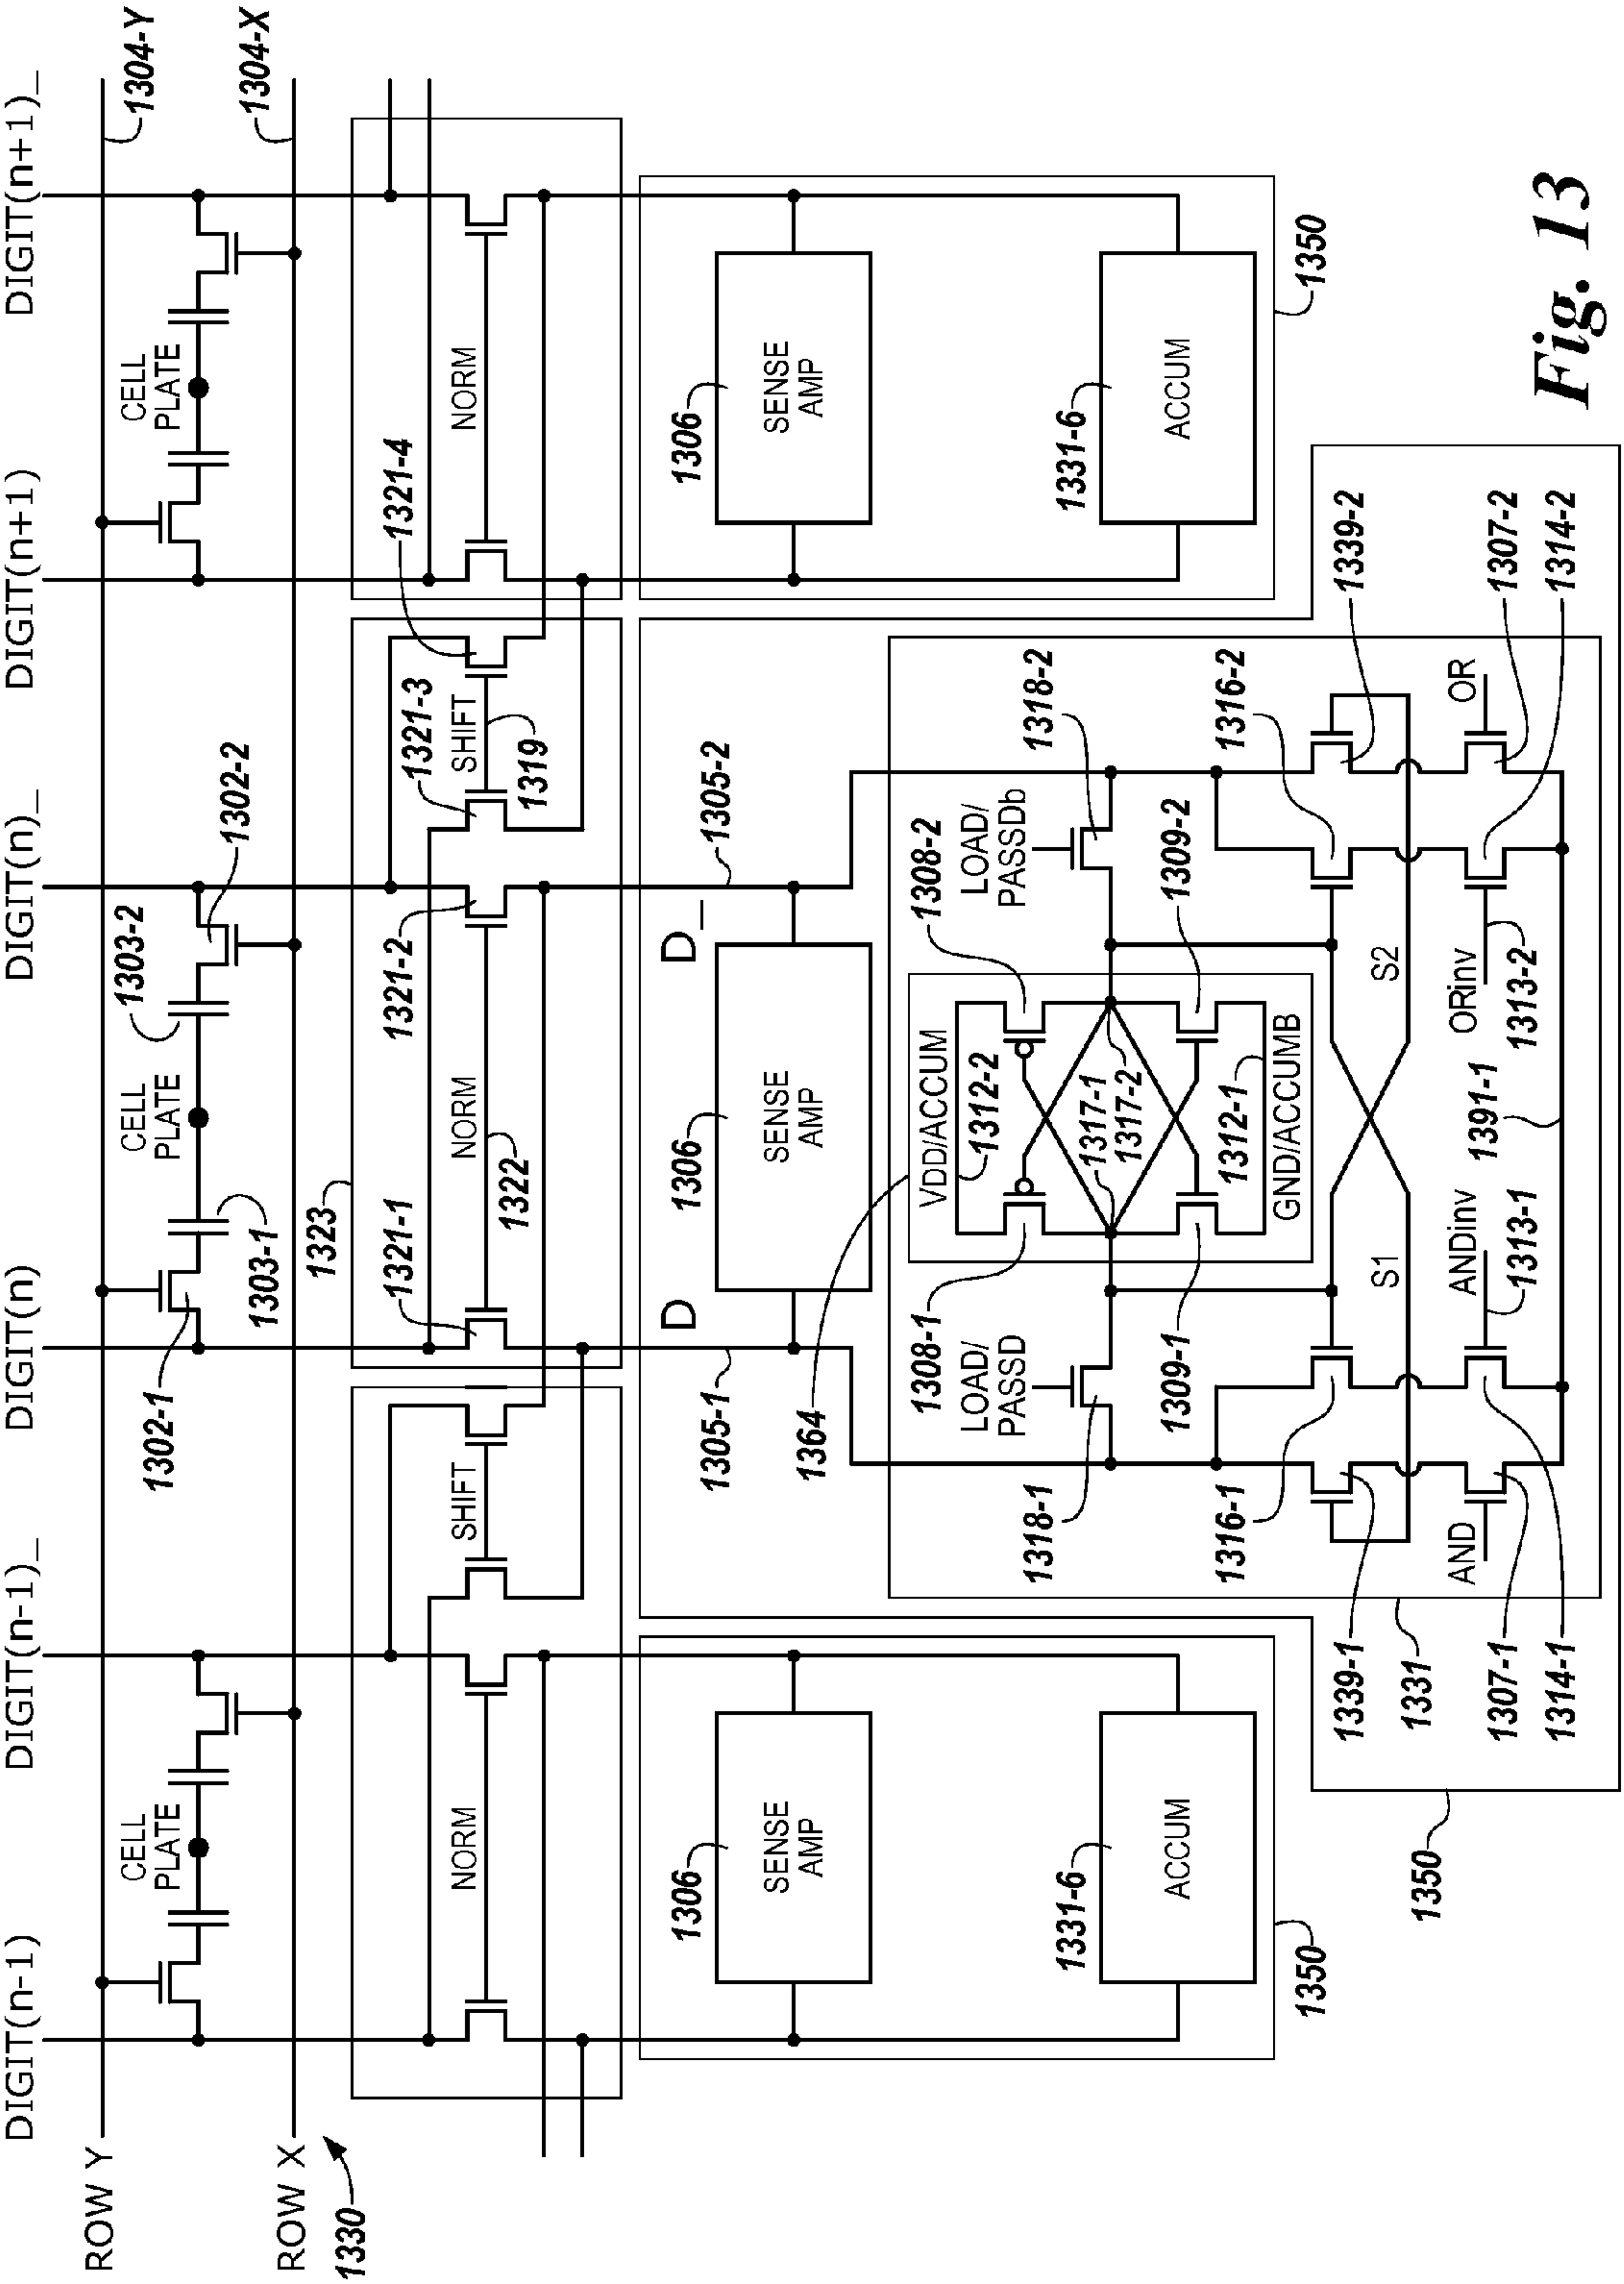 DIGIT(n-1)
DIGIT(n-1)_
DIGIT(n)
DIGIT(n)_
DIGIT(n+1)
DIGIT(n+1)_
ROW Y
1304-Y
CELL
PLATE
CELL
PLATE
CELL
PLATE
1302-1
1303-1
1303-2
1302-2
ROW X
1304-X
1330
1323
NORM
SHIFT
1321-1
NORM
1322
1321-2
1321-3
SHIFT
1319
1321-4
NORM
1305-1
D
D_
1305-2
1306
SENSE
AMP
1306
SENSE
AMP
1306
SENSE
AMP
1331-6
ACCUM
1350
1331-6
ACCUM
1350
1364
VDD/ACCUM
1312-2
1308-1
1308-2
LOAD/
PASSD
LOAD/
PASSDb
1318-1
1318-2
1317-1
1317-2
1309-1
1309-2
1312-1
GND/ACCUMB
1316-1
1316-2
1339-1
1339-2
S1
S2
1331
AND
ANDinv
ORinv
OR
1313-1
1391-1
1313-2
1307-1
1307-2
1314-1
1314-2
1350
Fig. 13